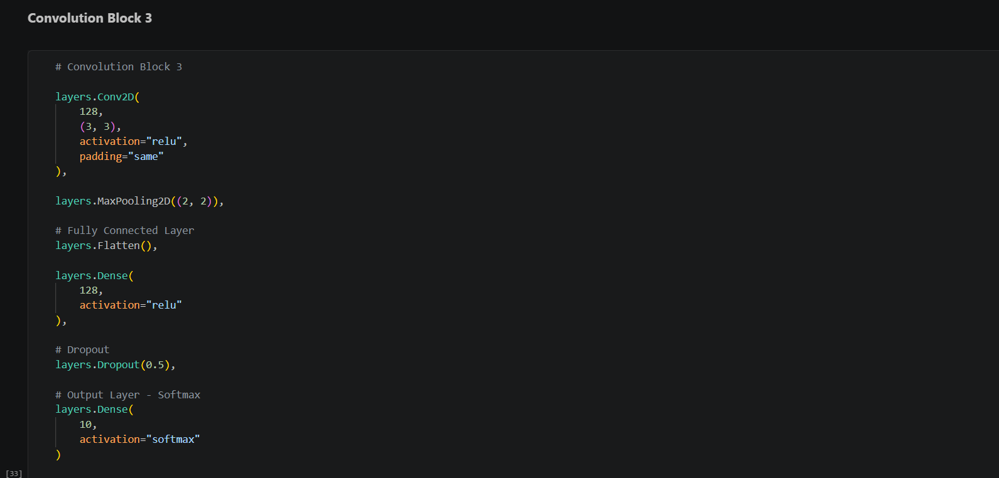 Convolution Block 3
# Convolution Block 3
layers.Conv2D(
128,
(3, 3),
activation="relu",
padding="same"
),
layers.MaxPooling2D((2, 2)),
# Fully Connected Layer
layers.Flatten(),
layers.Dense(
128,
activation="relu"
),
# Dropout
layers.Dropout(0.5),
# Output Layer - Softmax
layers.Dense(
10,
activation="softmax"
)
[33]